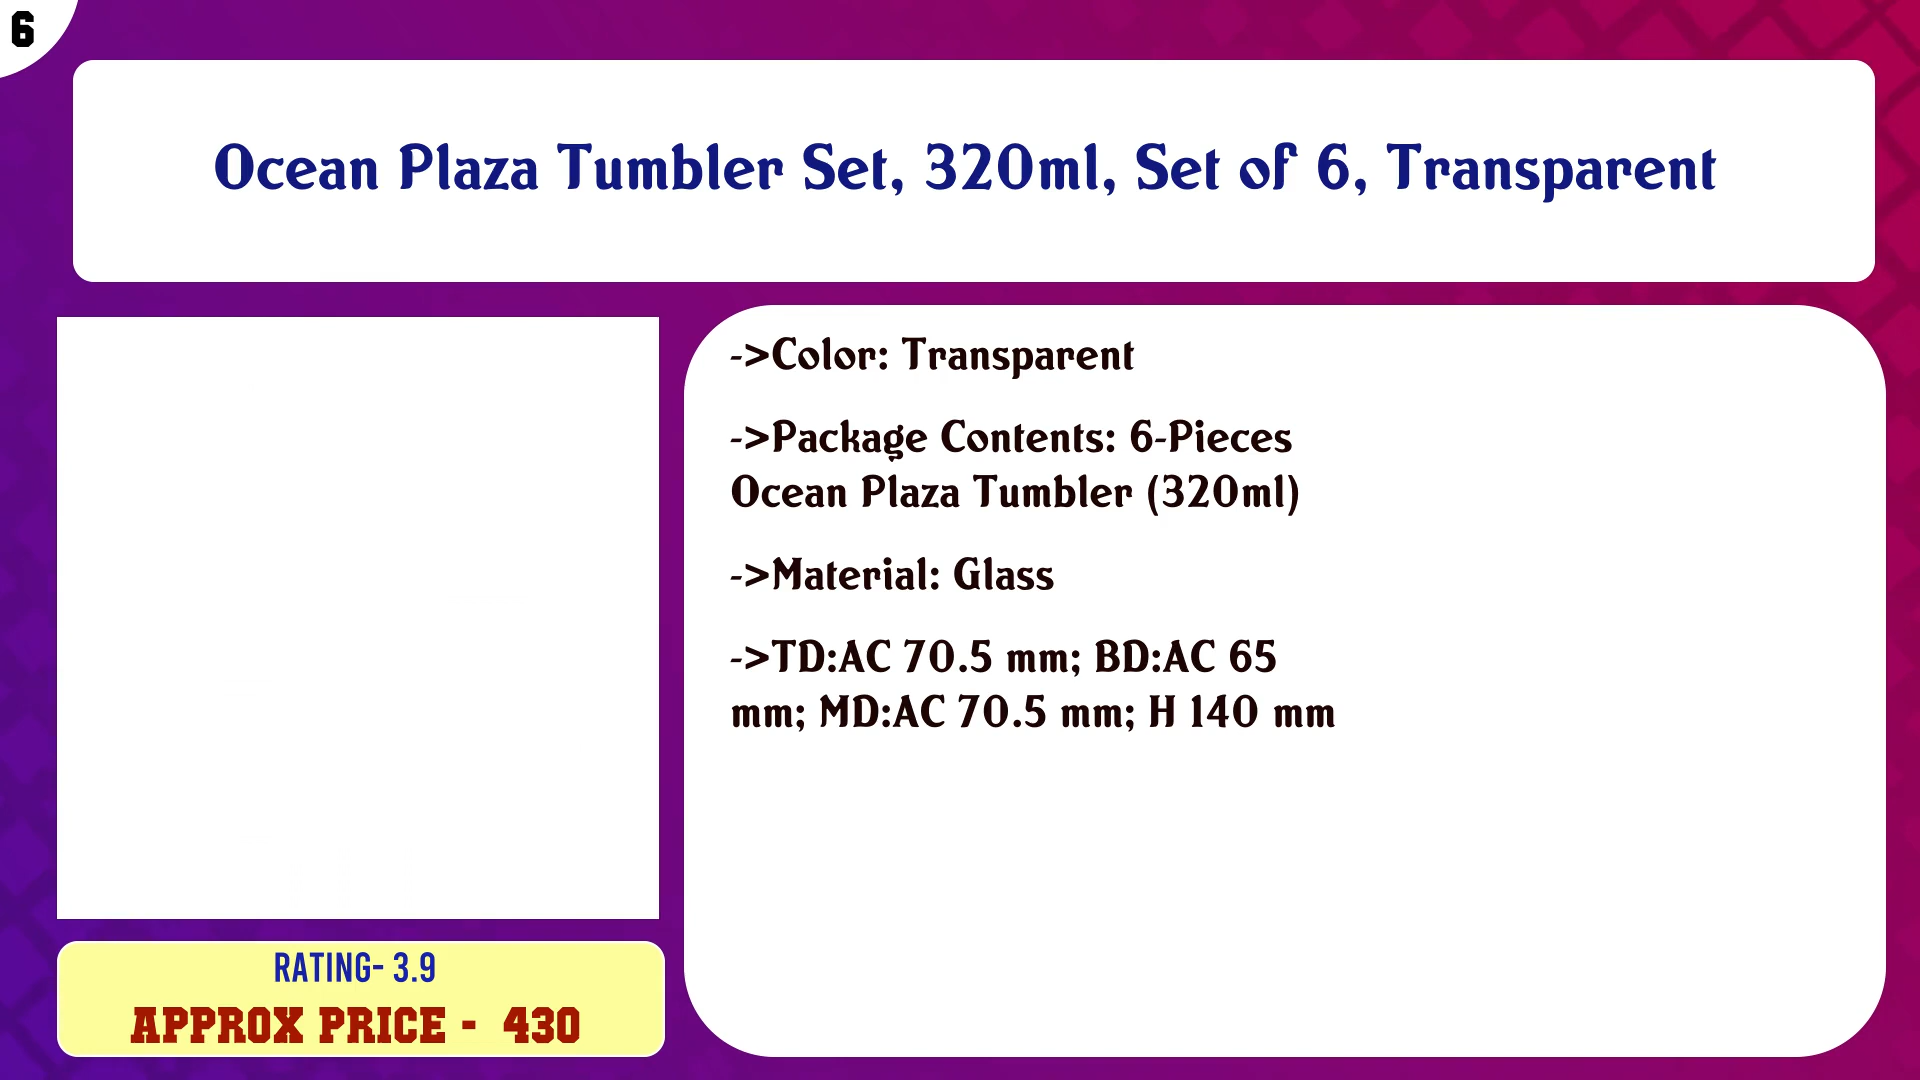 6
Ocean Plaza Tumbler Set, 320ml, Set of 6, Transparent
->Color: Transparent
->Package Contents: 6-Pieces
Ocean Plaza Tumbler (320ml)
->Material: Glass
->TD:AC 70.5 mm; BD:AC 65
mm; MD:AC 70.5 mm; H 140 mm
RATING- 3.9
APPROX PRICE - 430